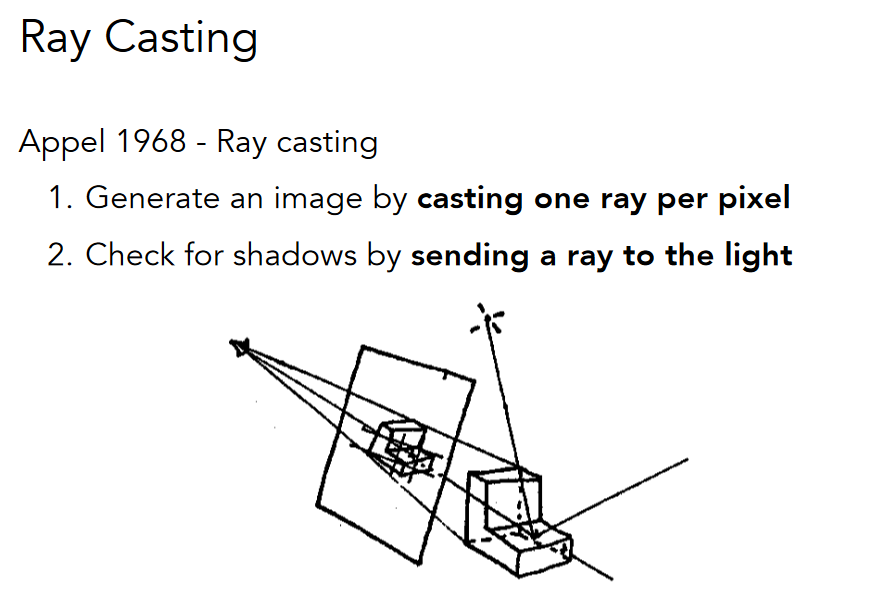 Ray Casting
Appel 1968 - Ray casting
1. Generate an image by casting one ray per pixel
2. Check for shadows by sending a ray to the light